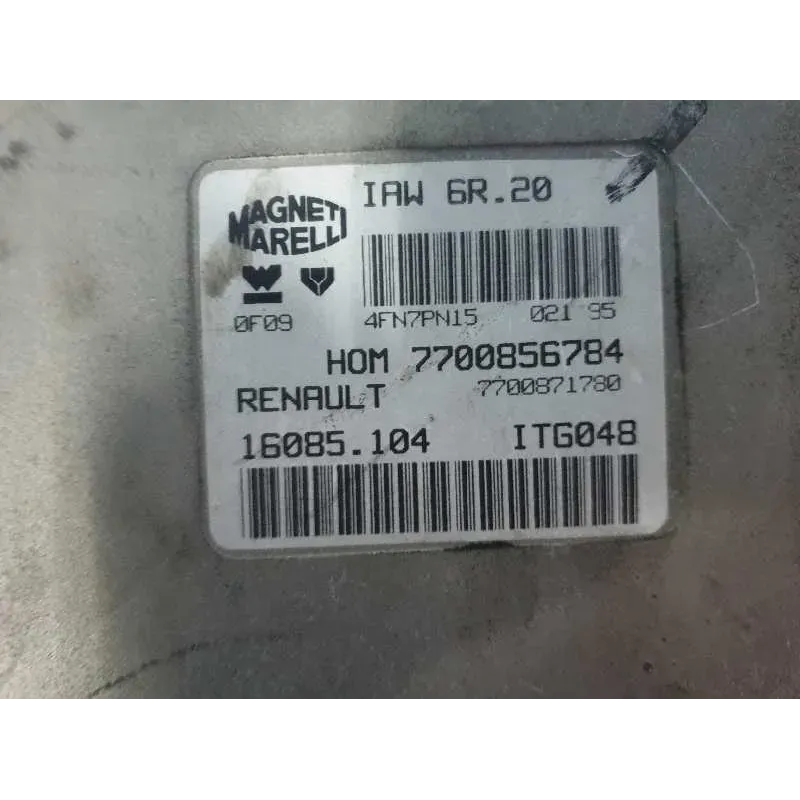 IAW 6R.20
MAGNETI
MARELLI
0F09 4FN7PN15 021 95
HOM 7700856784
RENAULT 7700871780
16085.104 ITG048